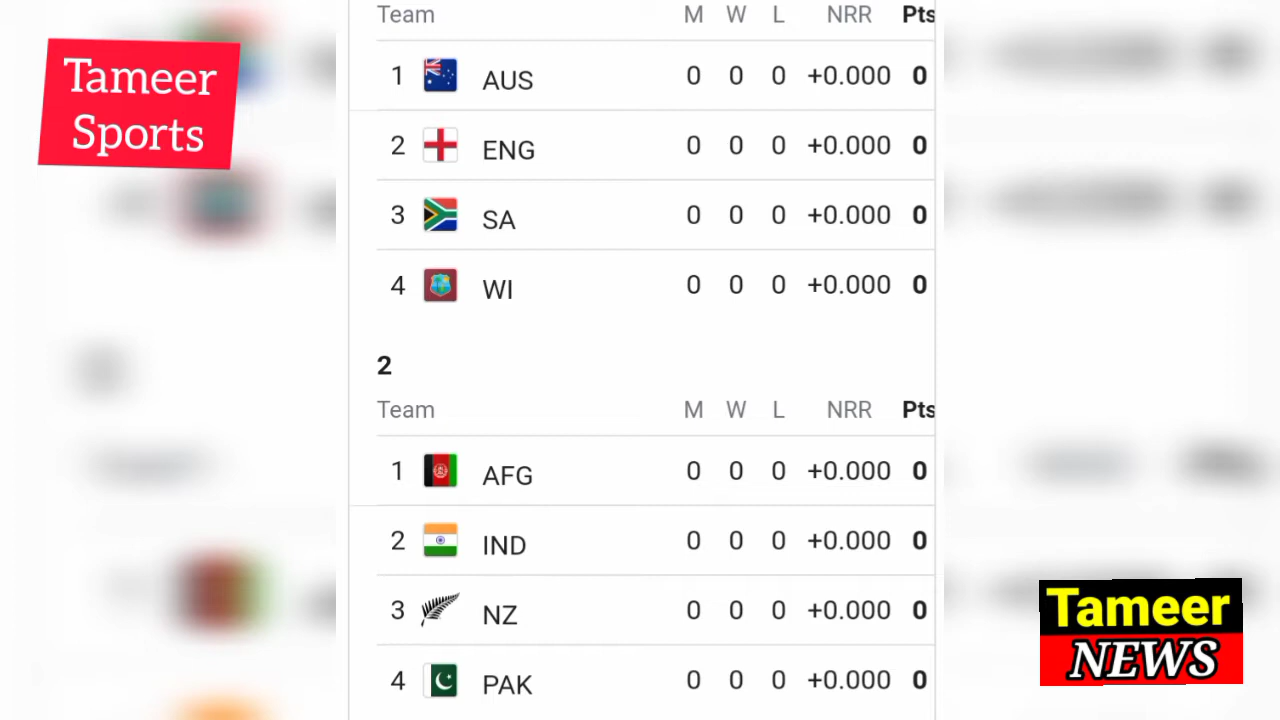 Tameer
Sports
Team M W L NRR Pts
1 AUS 0 0 0 +0.000 0
2 ENG 0 0 0 +0.000 0
3 SA 0 0 0 +0.000 0
4 WI 0 0 0 +0.000 0
2
Team M W L NRR Pts
1 AFG 0 0 0 +0.000 0
2 IND 0 0 0 +0.000 0
3 NZ 0 0 0 +0.000 0
4 PAK 0 0 0 +0.000 0
Tameer
NEWS